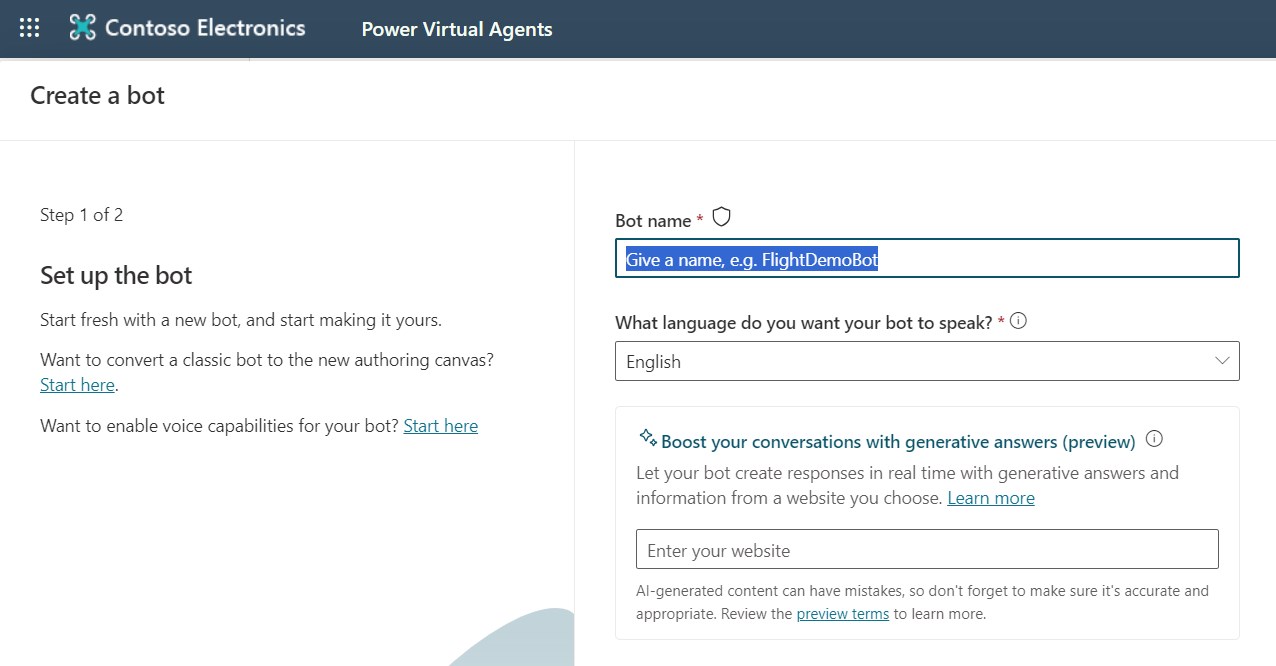 Contoso Electronics
Power Virtual Agents
Create a bot
Step 1 of 2
Set up the bot
Start fresh with a new bot, and start making it yours.
Want to convert a classic bot to the new authoring canvas?
Start here.
Want to enable voice capabilities for your bot? Start here
Bot name *
Give a name, e.g. FlightDemoBot
What language do you want your bot to speak? *
English
Boost your conversations with generative answers (preview)
Let your bot create responses in real time with generative answers and
information from a website you choose. Learn more
Enter your website
AI-generated content can have mistakes, so don't forget to make sure it's accurate and
appropriate. Review the preview terms to learn more.